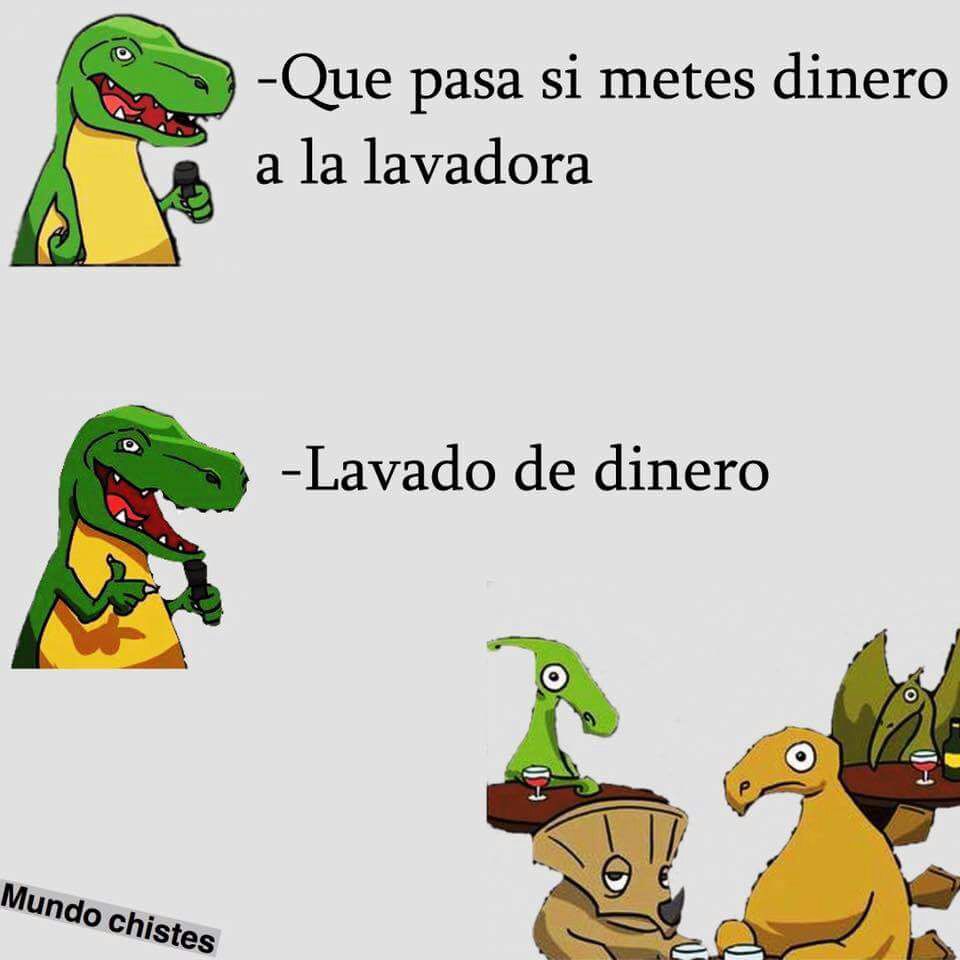 -Que pasa si metes dinero
a la lavadora
-Lavado de dinero
Mundo chistes